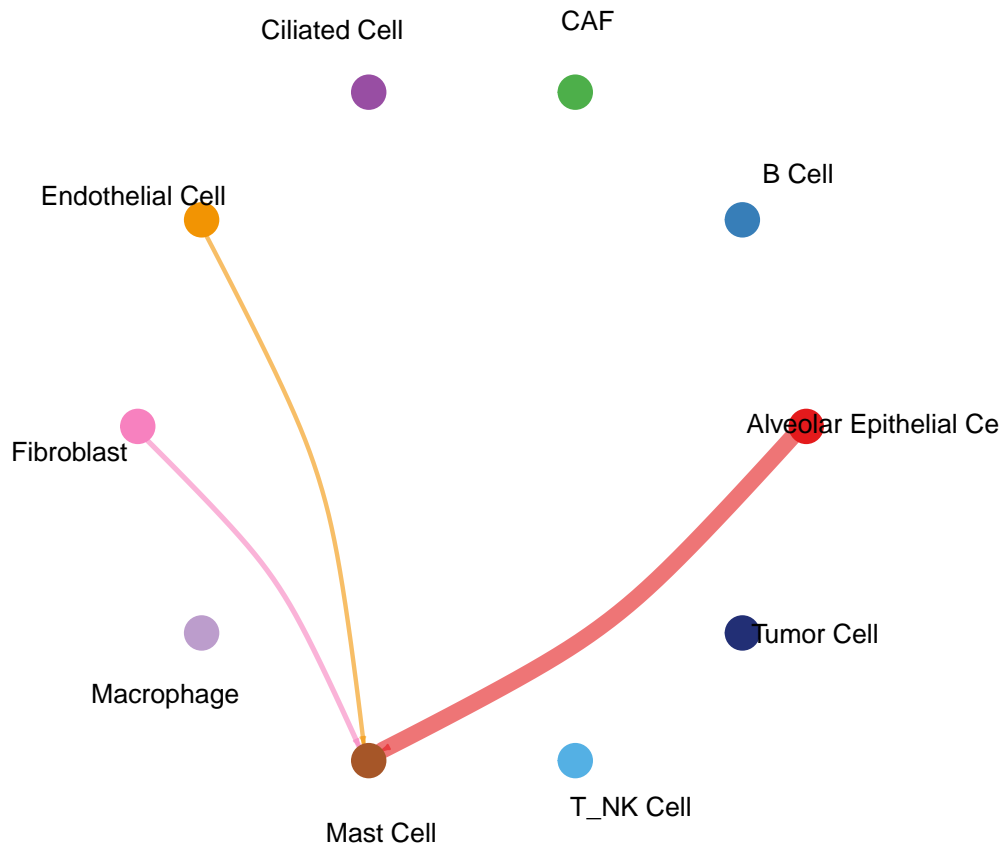 CAF
Ciliated Cell
B Cell
Endothelial Cell
Alveolar Epithelial Ce
Fibroblast
Tumor Cell
Macrophage
T_NK Cell
Mast Cell